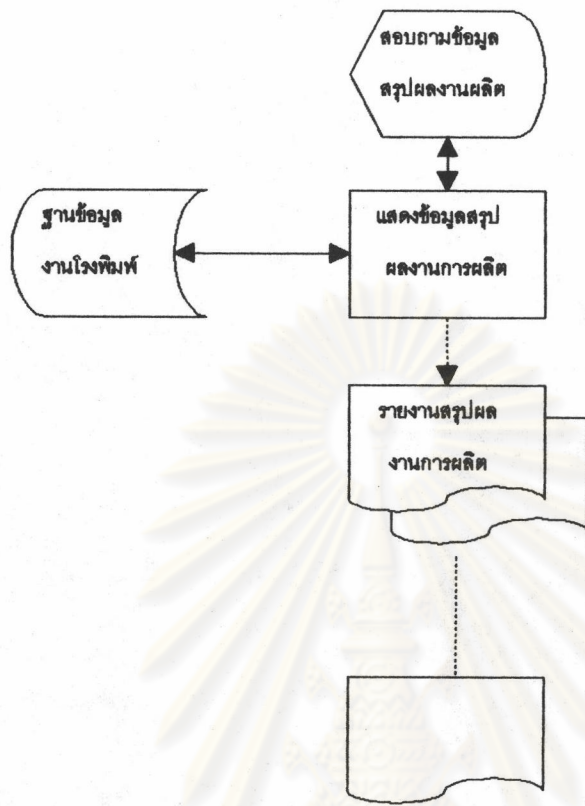 สอบถามข้อมูล
สรุปผลงานผลิต
ฐานข้อมูล
งานโรงพิมพ์
แสดงข้อมูลสรุป
ผลงานการผลิต
รายงานสรุปผล
งานการผลิต